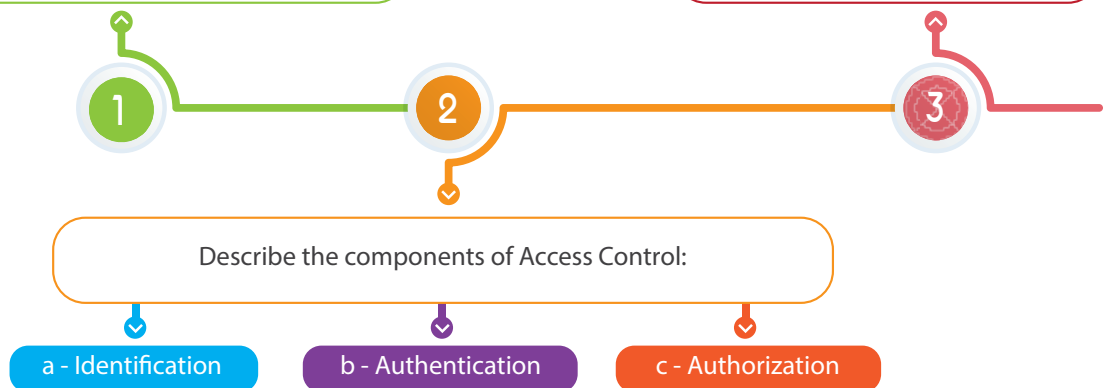 1
2
3
Describe the components of Access Control:
a - Identification
b - Authentication
c - Authorization